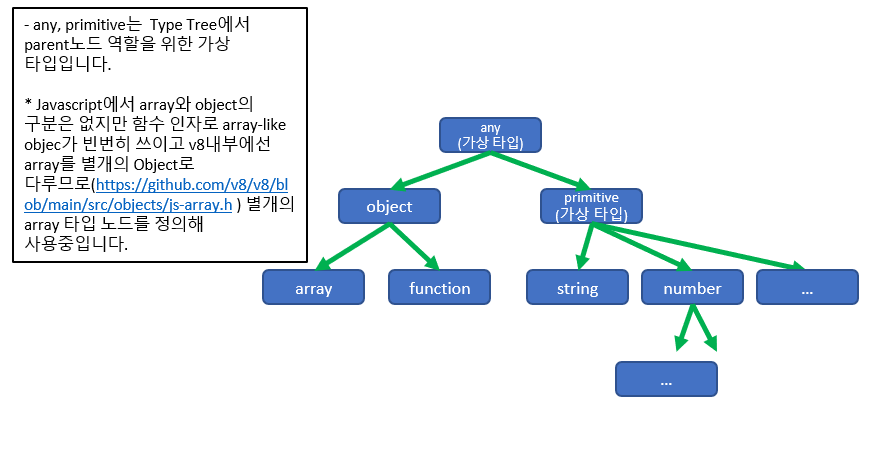 - any, primitive는 Type Tree에서
parent노드 역할을 위한 가상
타입입니다.
* Javascript에서 array와 object의
구분은 없지만 함수 인자로 array-like
objec가 빈번히 쓰이고 v8내부에선
array를 별개의 Object로
다루므로(https://github.com/v8/v8/bl
ob/main/src/objects/js-array.h ) 별개의
array 타입 노드를 정의해
사용중입니다.
any
(가상 타입)
object
primitive
(가상 타입)
array
function
string
number
...
...